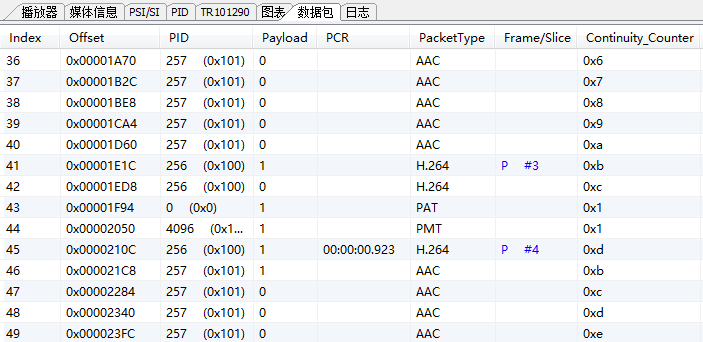 播放器 媒体信息 PSI/SI PID TR101290 图表 数据包 日志
Index Offset PID Payload PCR PacketType Frame/Slice Continuity_Counter
36 0x00001A70 257 (0x101) 0 AAC 0x6
37 0x00001B2C 257 (0x101) 0 AAC 0x7
38 0x00001BE8 257 (0x101) 0 AAC 0x8
39 0x00001CA4 257 (0x101) 0 AAC 0x9
40 0x00001D60 257 (0x101) 0 AAC 0xa
41 0x00001E1C 256 (0x100) 1 H.264 P #3 0xb
42 0x00001ED8 256 (0x100) 0 H.264 0xc
43 0x00001F94 0 (0x0) 1 PAT 0x1
44 0x00002050 4096 (0x1... 1 PMT 0x1
45 0x0000210C 256 (0x100) 1 00:00:00.923 H.264 P #4 0xd
46 0x000021C8 257 (0x101) 1 AAC 0xb
47 0x00002284 257 (0x101) 0 AAC 0xc
48 0x00002340 257 (0x101) 0 AAC 0xd
49 0x000023FC 257 (0x101) 0 AAC 0xe